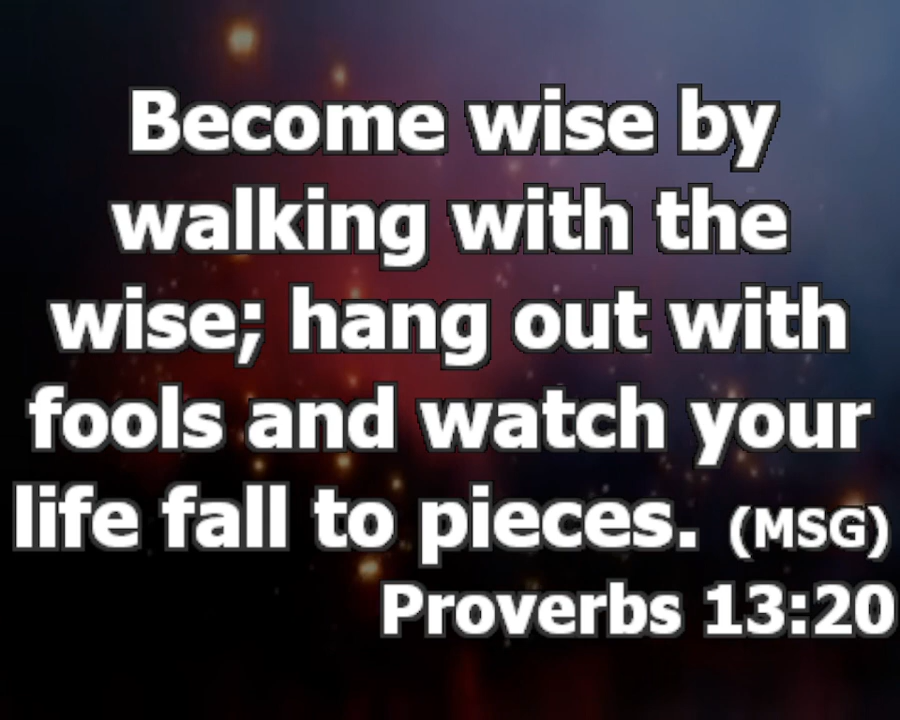 Become wise by
walking with the
wise; hang out with
fools and watch your
life fall to pieces. (MSG)
Proverbs 13:20